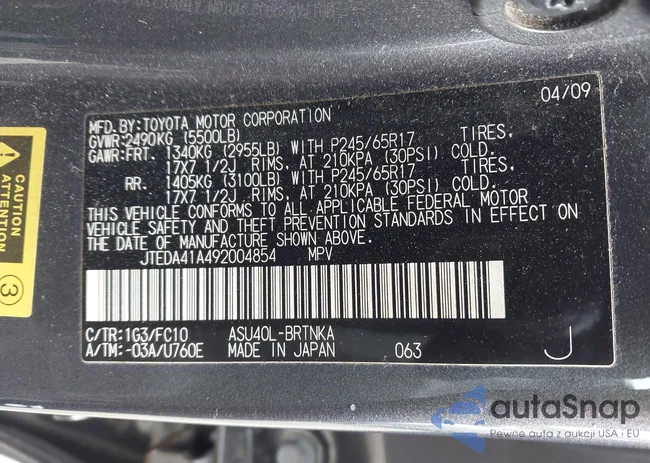 04/09
MFD. BY: TOYOTA MOTOR CORPORATION
GVWR: 2490KG (5500LB)
GAWR: FRT. 1340KG (2955LB) WITH P245/65R17 TIRES,
17X7 1/2J RIMS, AT 210KPA (30PSI) COLD.
RR. 1405KG (3100LB) WITH P245/65R17 TIRES,
17X7 1/2J RIMS, AT 210KPA (30PSI) COLD.
THIS VEHICLE CONFORMS TO ALL APPLICABLE FEDERAL MOTOR
VEHICLE SAFETY AND THEFT PREVENTION STANDARDS IN EFFECT ON
THE DATE OF MANUFACTURE SHOWN ABOVE.
JTEDA41A492004854 MPV
C/TR: 1G3/FC10 ASU40L-BRTNKA
A/TM: -03A/U760E MADE IN JAPAN 063 J
CAUTION
ATTENTION
3
autaSnap
Pewne auta z aukcji USA i EU